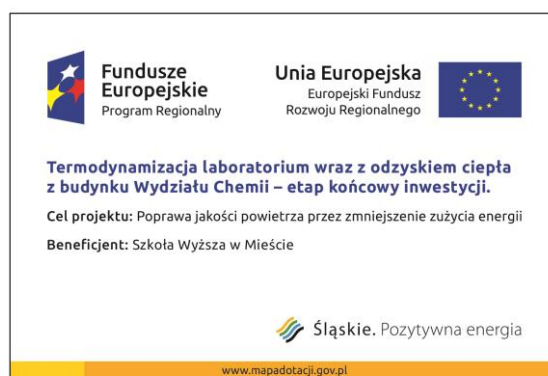 Fundusze
Europejskie
Program Regionalny
Unia Europejska
Europejski Fundusz
Rozwoju Regionalnego
Termodynamizacja laboratorium wraz z odzyskiem ciepła
z budynku Wydziału Chemii – etap końcowy inwestycji.
Cel projektu: Poprawa jakości powietrza przez zmniejszenie zużycia energii
Beneficjent: Szkoła Wyższa w Mieście
Śląskie. Pozytywna energia
www.mapadotacji.gov.pl